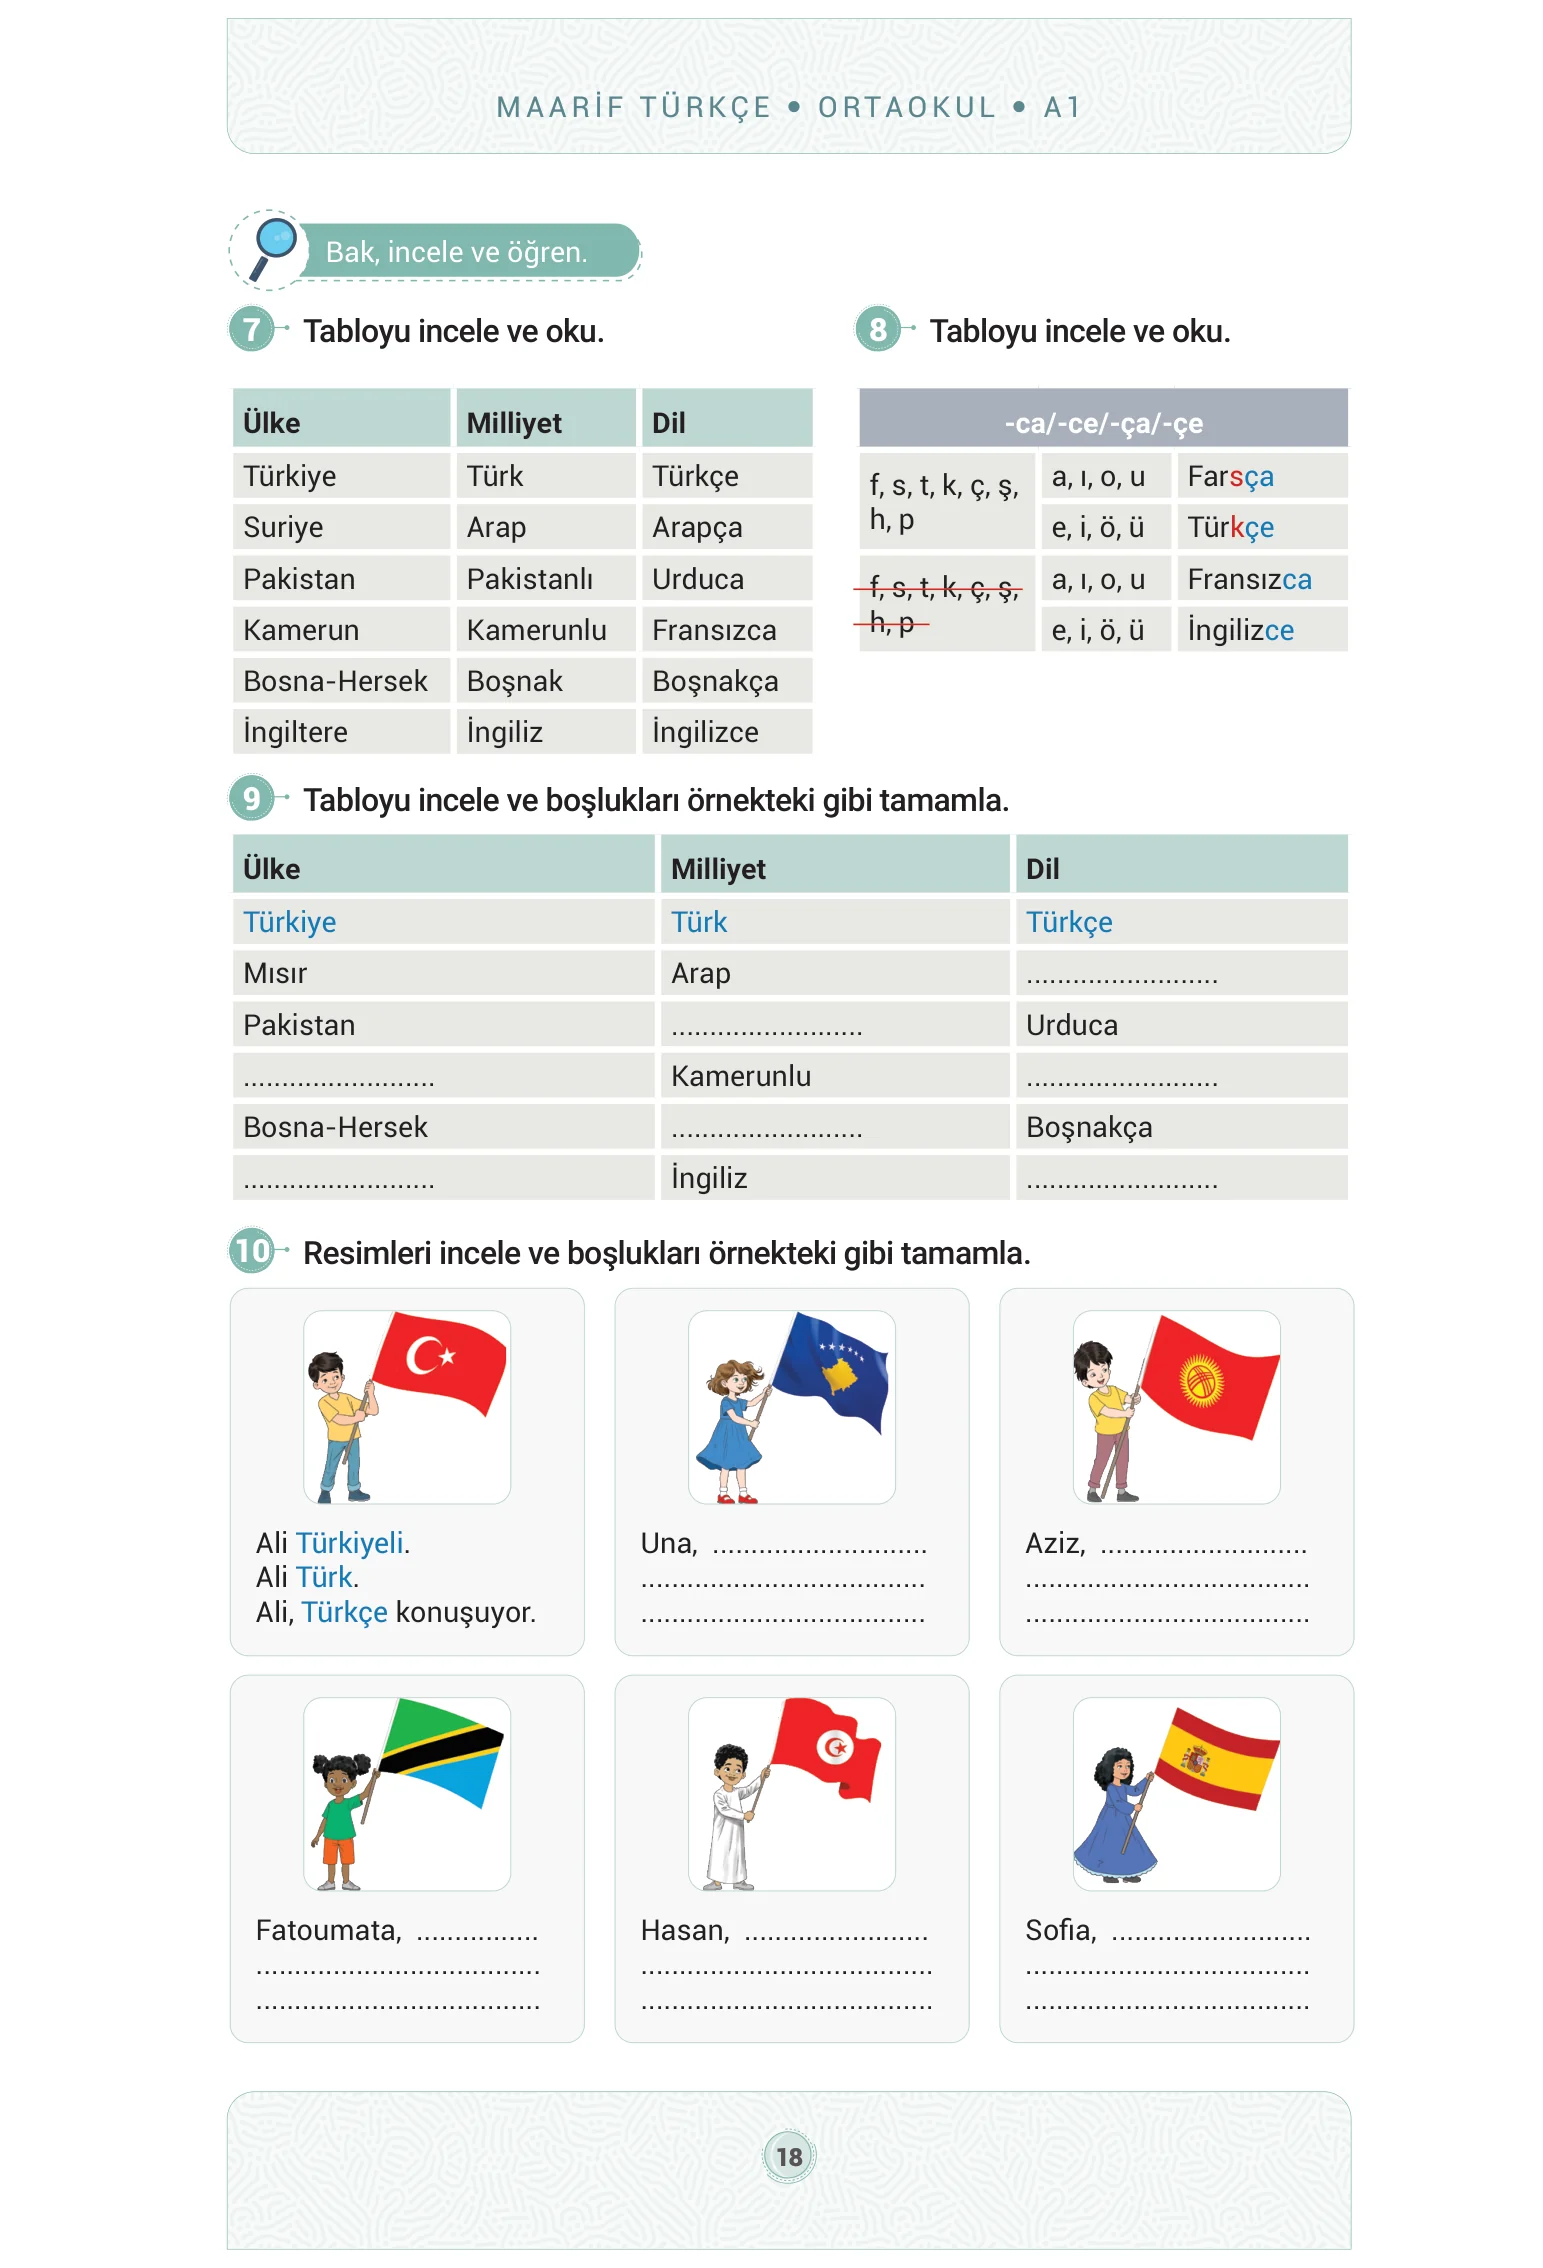 MAARİF TÜRKÇE • ORTAOKUL • A1
Bak, incele ve öğren.
7 Tabloyu incele ve oku.
Ülke Milliyet Dil
Türkiye Türk Türkçe
Suriye Arap Arapça
Pakistan Pakistanlı Urduca
Kamerun Kamerunlu Fransızca
Bosna-Hersek Boşnak Boşnakça
İngiltere İngiliz İngilizce
8 Tabloyu incele ve oku.
-ca/-ce/-ça/-çe
f, s, t, k, ç, ş,
h, p
a, ı, o, u Farsça
e, i, ö, ü Türkçe
f, s, t, k, ç, ş,
h, p
a, ı, o, u Fransızca
e, i, ö, ü İngilizce
9 Tabloyu incele ve boşlukları örnekteki gibi tamamla.
Ülke Milliyet Dil
Türkiye Türk Türkçe
Mısır Arap .........................
Pakistan ......................... Urduca
......................... Kamerunlu .........................
Bosna-Hersek ......................... Boşnakça
......................... İngiliz .........................
10 Resimleri incele ve boşlukları örnekteki gibi tamamla.
Ali Türkiyeli.
Ali Türk.
Ali, Türkçe konuşuyor.
Una, ............................
.....................................
.....................................
Aziz, ...........................
.....................................
.....................................
Fatoumata, ................
.....................................
.....................................
Hasan, ........................
......................................
......................................
Sofia, ..........................
.....................................
.....................................
18